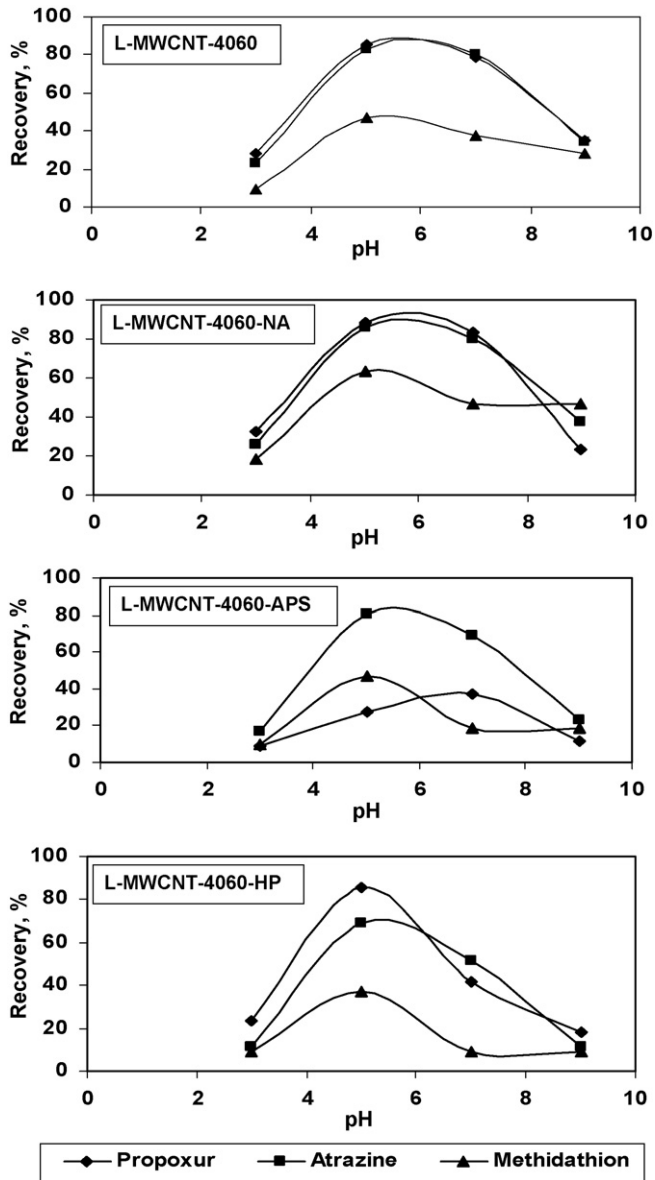 L-MWCNT-4060
Recovery, %
100
80
60
40
20
0
0 2 4 6 8 10
pH
L-MWCNT-4060-NA
Recovery, %
100
80
60
40
20
0
0 2 4 6 8 10
pH
L-MWCNT-4060-APS
Recovery, %
100
80
60
40
20
0
0 2 4 6 8 10
pH
L-MWCNT-4060-HP
Recovery, %
100
80
60
40
20
0
0 2 4 6 8 10
pH
Propoxur Atrazine Methidathion